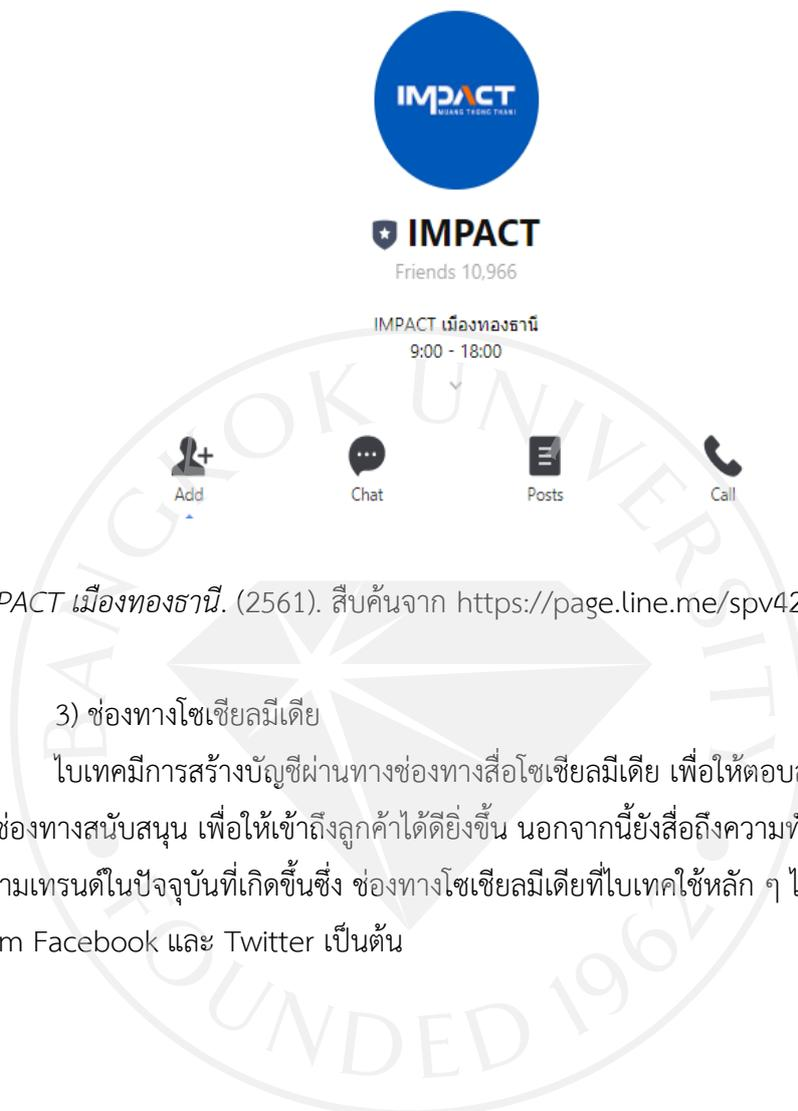 IMPACT
MUANG THONG THANI
IMPACT
Friends 10,966
IMPACT เมืองทองธานี
9:00 - 18:00
Add Chat Posts Call
PACT เมืองทองธานี. (2561). สืบค้นจาก https://page.line.me/spv42
3) ช่องทางโซเชียลมีเดีย
ไบเทคมีการสร้างบัญชีผ่านทางช่องทางสื่อโซเชียลมีเดีย เพื่อให้ตอบ
ช่องทางสนับสนุน เพื่อให้เข้าถึงลูกค้าได้ดียิ่งขึ้น นอกจากนี้ยังสื่อถึงความ
ามเทรนด์ในปัจจุบันที่เกิดขึ้นซึ่ง ช่องทางโซเชียลมีเดียที่ไบเทคใช้หลัก ๆ
m Facebook และ Twitter เป็นต้น
BANGKOK UNIVERSITY
FOUNDED 1962